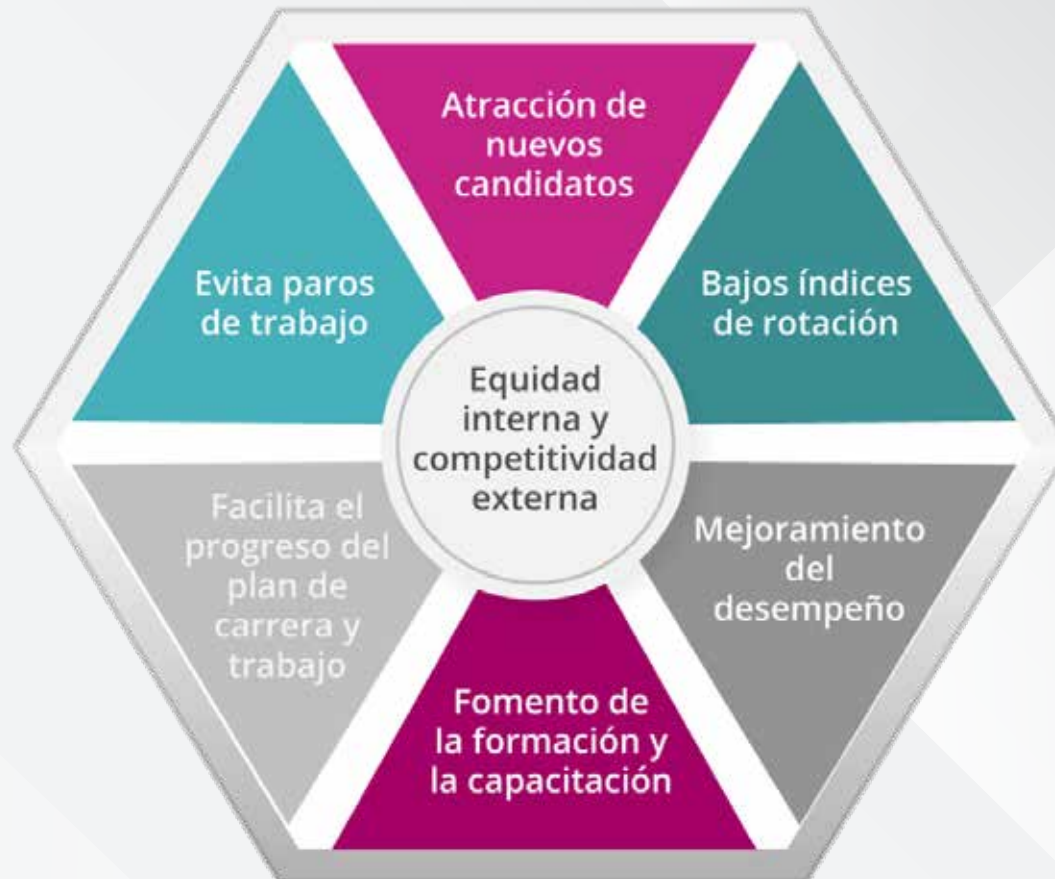 Atracción de
nuevos
candidatos
Bajos índices
de rotación
Mejoramiento
del
desempeño
Fomento de
la formación y
la capacitación
Facilita el
progreso del
plan de
carrera y
trabajo
Evita paros
de trabajo
Equidad
interna y
competitividad
externa